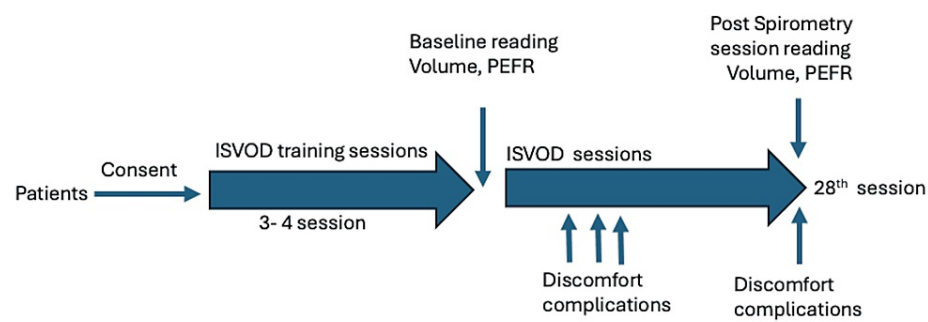 Patients
Consent
ISVOD training sessions
3- 4 session
Baseline reading
Volume, PEFR
ISVOD sessions
Discomfort
complications
Post Spirometry
session reading
Volume, PEFR
28th session
Discomfort
complications